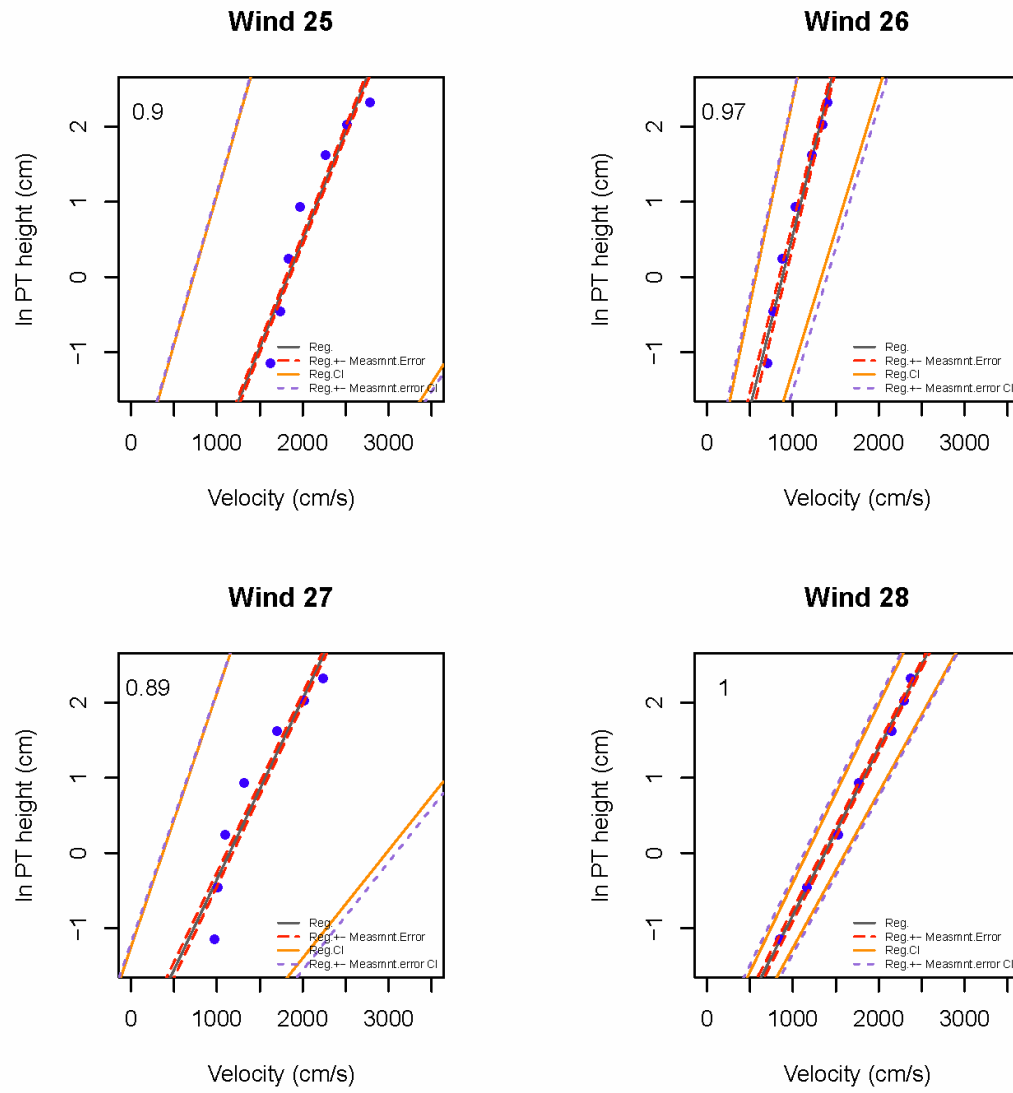 Wind 25
0.9
ln PT height (cm)
2
1
0
−1
Reg.
Reg.+− Measmnt.Error
Reg.CI
Reg.+− Measmnt.error CI
0 1000 2000 3000
Velocity (cm/s)
Wind 26
0.97
ln PT height (cm)
2
1
0
−1
Reg.
Reg.+− Measmnt.Error
Reg.CI
Reg.+− Measmnt.error CI
0 1000 2000 3000
Velocity (cm/s)
Wind 27
0.89
ln PT height (cm)
2
1
0
−1
Reg.
Reg.+− Measmnt.Error
Reg.CI
Reg.+− Measmnt.error CI
0 1000 2000 3000
Velocity (cm/s)
Wind 28
1
ln PT height (cm)
2
1
0
−1
Reg.
Reg.+− Measmnt.Error
Reg.CI
Reg.+− Measmnt.error CI
0 1000 2000 3000
Velocity (cm/s)